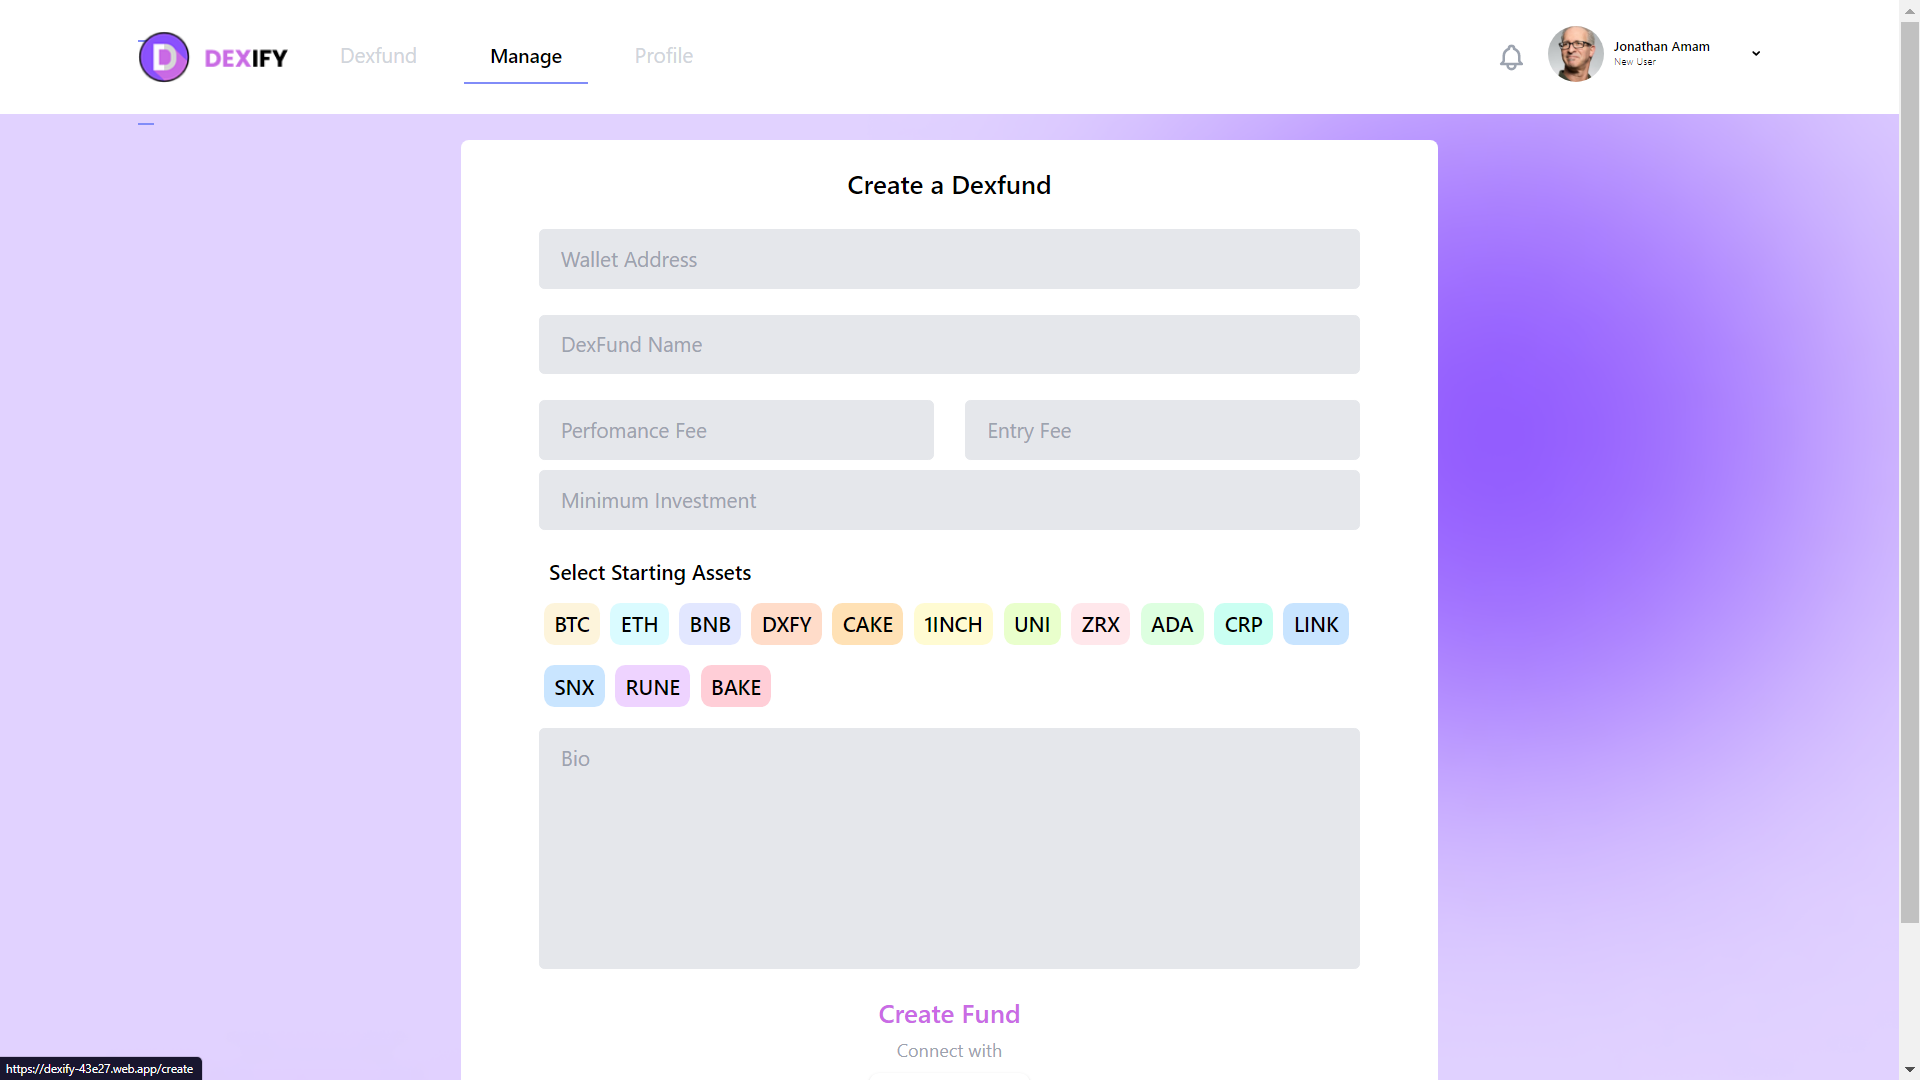 D DEXIFY Dexfund Manage Profile Jonathan Amam
New User
Create a Dexfund
Wallet Address
DexFund Name
Perfomance Fee Entry Fee
Minimum Investment
Select Starting Assets
BTC ETH BNB DXFY CAKE 1INCH UNI ZRX ADA CRP LINK
SNX RUNE BAKE
Bio
Create Fund
Connect with
https://dexify-43e27.web.app/create